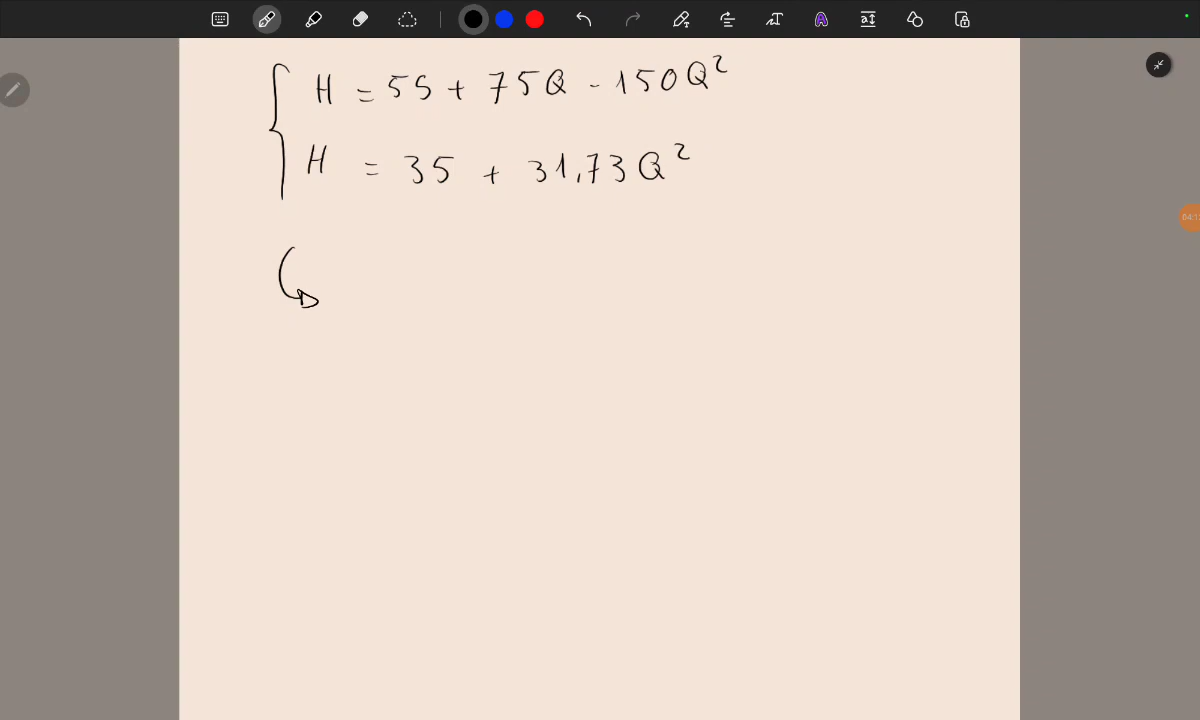 H = 55 + 75Q - 150Q²
H = 35 + 31,73Q²